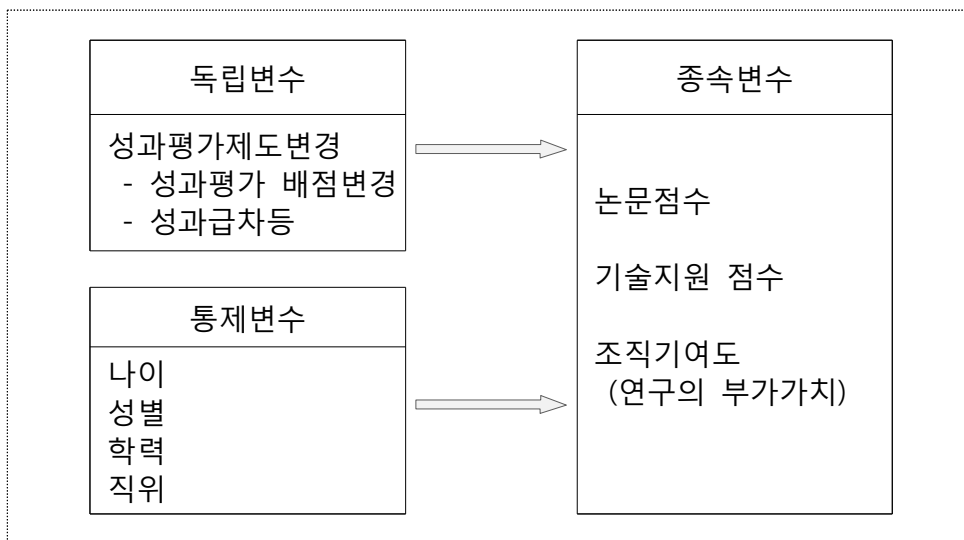 독립변수
성과평가제도변경
- 성과평가 배점변경
- 성과급차등
통제변수
나이
성별
학력
직위
종속변수
논문점수
기술지원 점수
조직기여도
(연구의 부가가치)